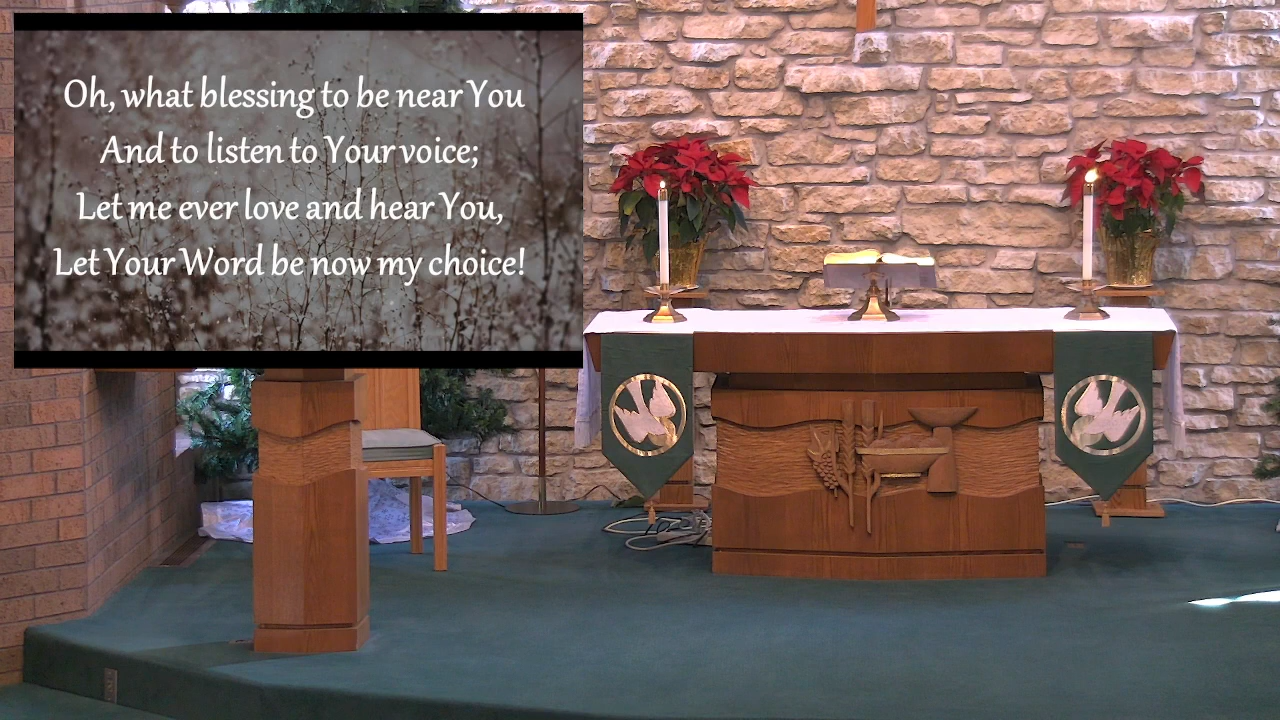 Oh, what blessing to be near You
And to listen to Your voice;
Let me ever love and hear You,
Let Your Word be now my choice!